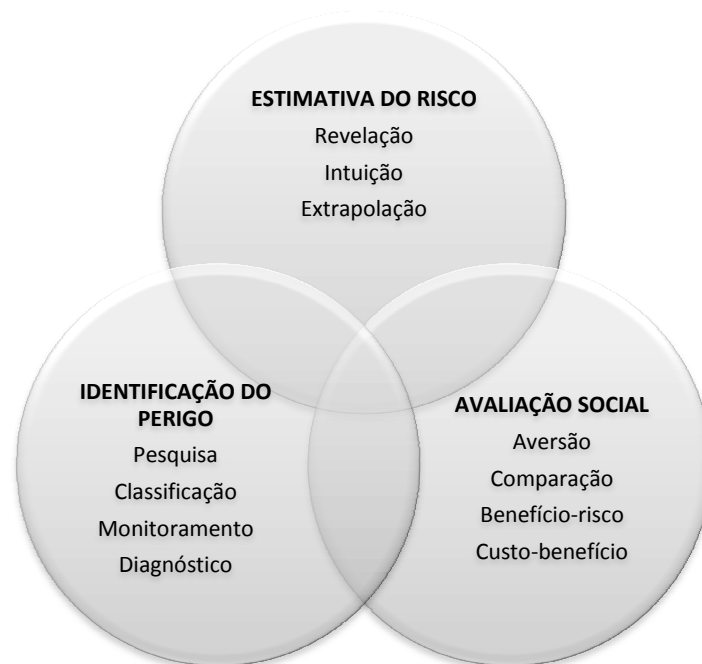 ESTIMATIVA DO RISCO
Revelação
Intuição
Extrapolação
IDENTIFICAÇÃO DO
PERIGO
Pesquisa
Classificação
Monitoramento
Diagnóstico
AVALIAÇÃO SOCIAL
Aversão
Comparação
Benefício-risco
Custo-benefício